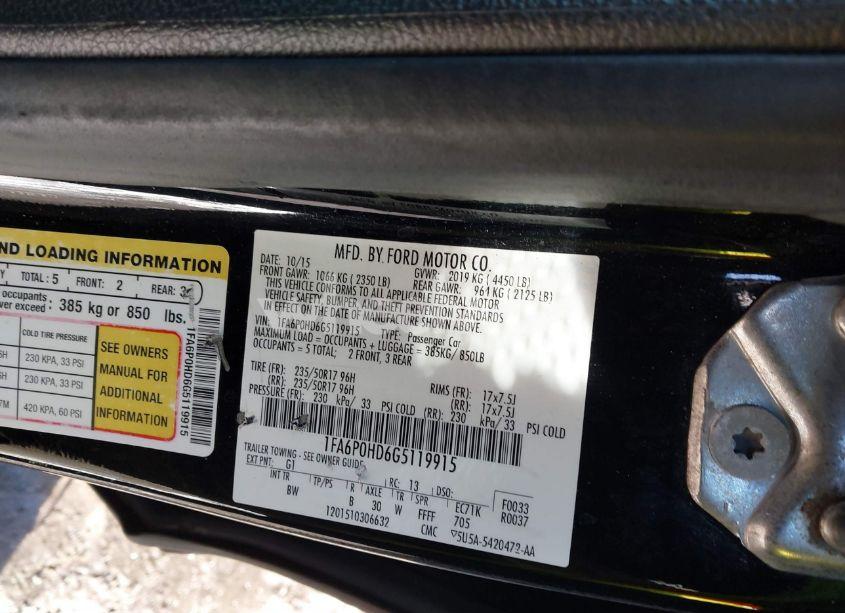 ND LOADING INFORMATION
Y TOTAL: 5 FRONT: 2 REAR: 3
occupants
ver exceed: 385 kg or 850 lbs.
COLD TIRE PRESSURE
SEE OWNERS
MANUAL FOR
ADDITIONAL
INFORMATION
230 KPA, 33 PSI
230 KPA, 33 PSI
420 KPA, 60 PSI
1FA6P0HD6G5119915
MFD. BY FORD MOTOR CO.
DATE: 10/15 GVWR: 2019 KG ( 4450 LB)
FRONT GAWR: 1066 KG ( 2350 LB) REAR GAWR: 961 KG ( 2125 LB)
THIS VEHICLE CONFORMS TO ALL APPLICABLE FEDERAL MOTOR
VEHICLE SAFETY, BUMPER, AND THEFT PREVENTION STANDARDS
IN EFFECT ON THE DATE OF MANUFACTURE SHOWN ABOVE.
VIN: 1FA6P0HD6G5119915 TYPE: Passenger Car
MAXIMUM LOAD = OCCUPANTS + LUGGAGE = 385KG/ 850LB
OCCUPANTS = 5 TOTAL; 2 FRONT, 3 REAR
TIRE (FR): 235/50R17 96H RIMS (FR): 17x7.5J
(RR): 235/50R17 96H (RR): 17x7.5J
PRESSURE (FR): 230 kPa/ 33 PSI COLD (RR): 230 kPa/33 PSI COLD
1FA6P0HD6G5119915
TRAILER TOWING - SEE OWNER GUIDE
EXT PNT: G1 RC: 13 DSO: F0033
R0037
INT TR TP/PS R AXLE TR SPR EC71K
BW B 30 W FFFF 705
1201510306632 CMC ▽5U5A-5420472-AA